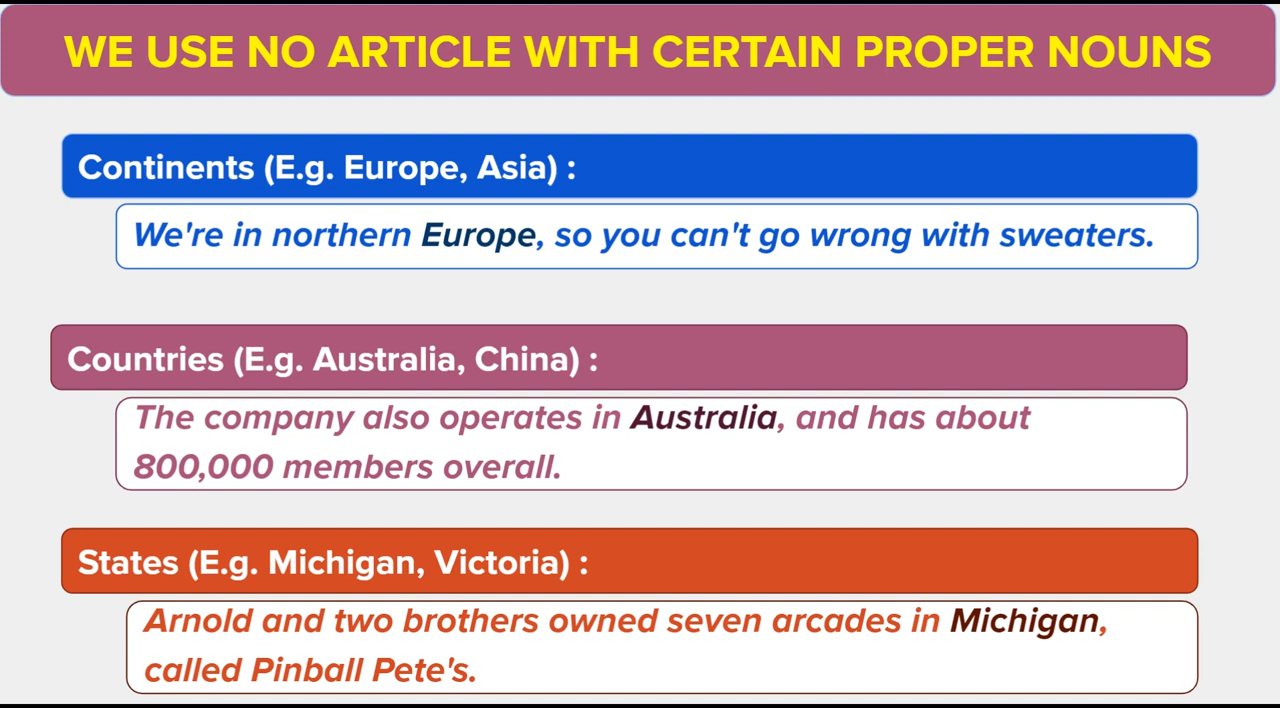 WE USE NO ARTICLE WITH CERTAIN PROPER NOUNS
Continents (E.g. Europe, Asia) :
We're in northern Europe, so you can't go wrong with sweaters.
Countries (E.g. Australia, China) :
The company also operates in Australia, and has about
800,000 members overall.
States (E.g. Michigan, Victoria) :
Arnold and two brothers owned seven arcades in Michigan,
called Pinball Pete's.